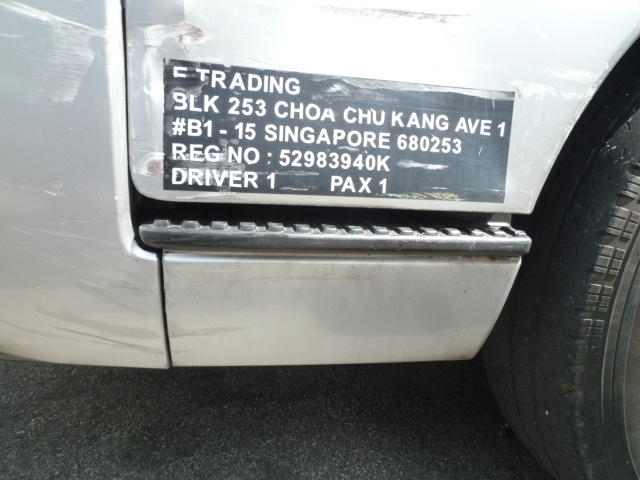 TRADING
BLK 253 CHOA CHU KANG AVE 1
#B1 - 15 SINGAPORE 680253
REG NO : 52983940K
DRIVER 1 PAX 1